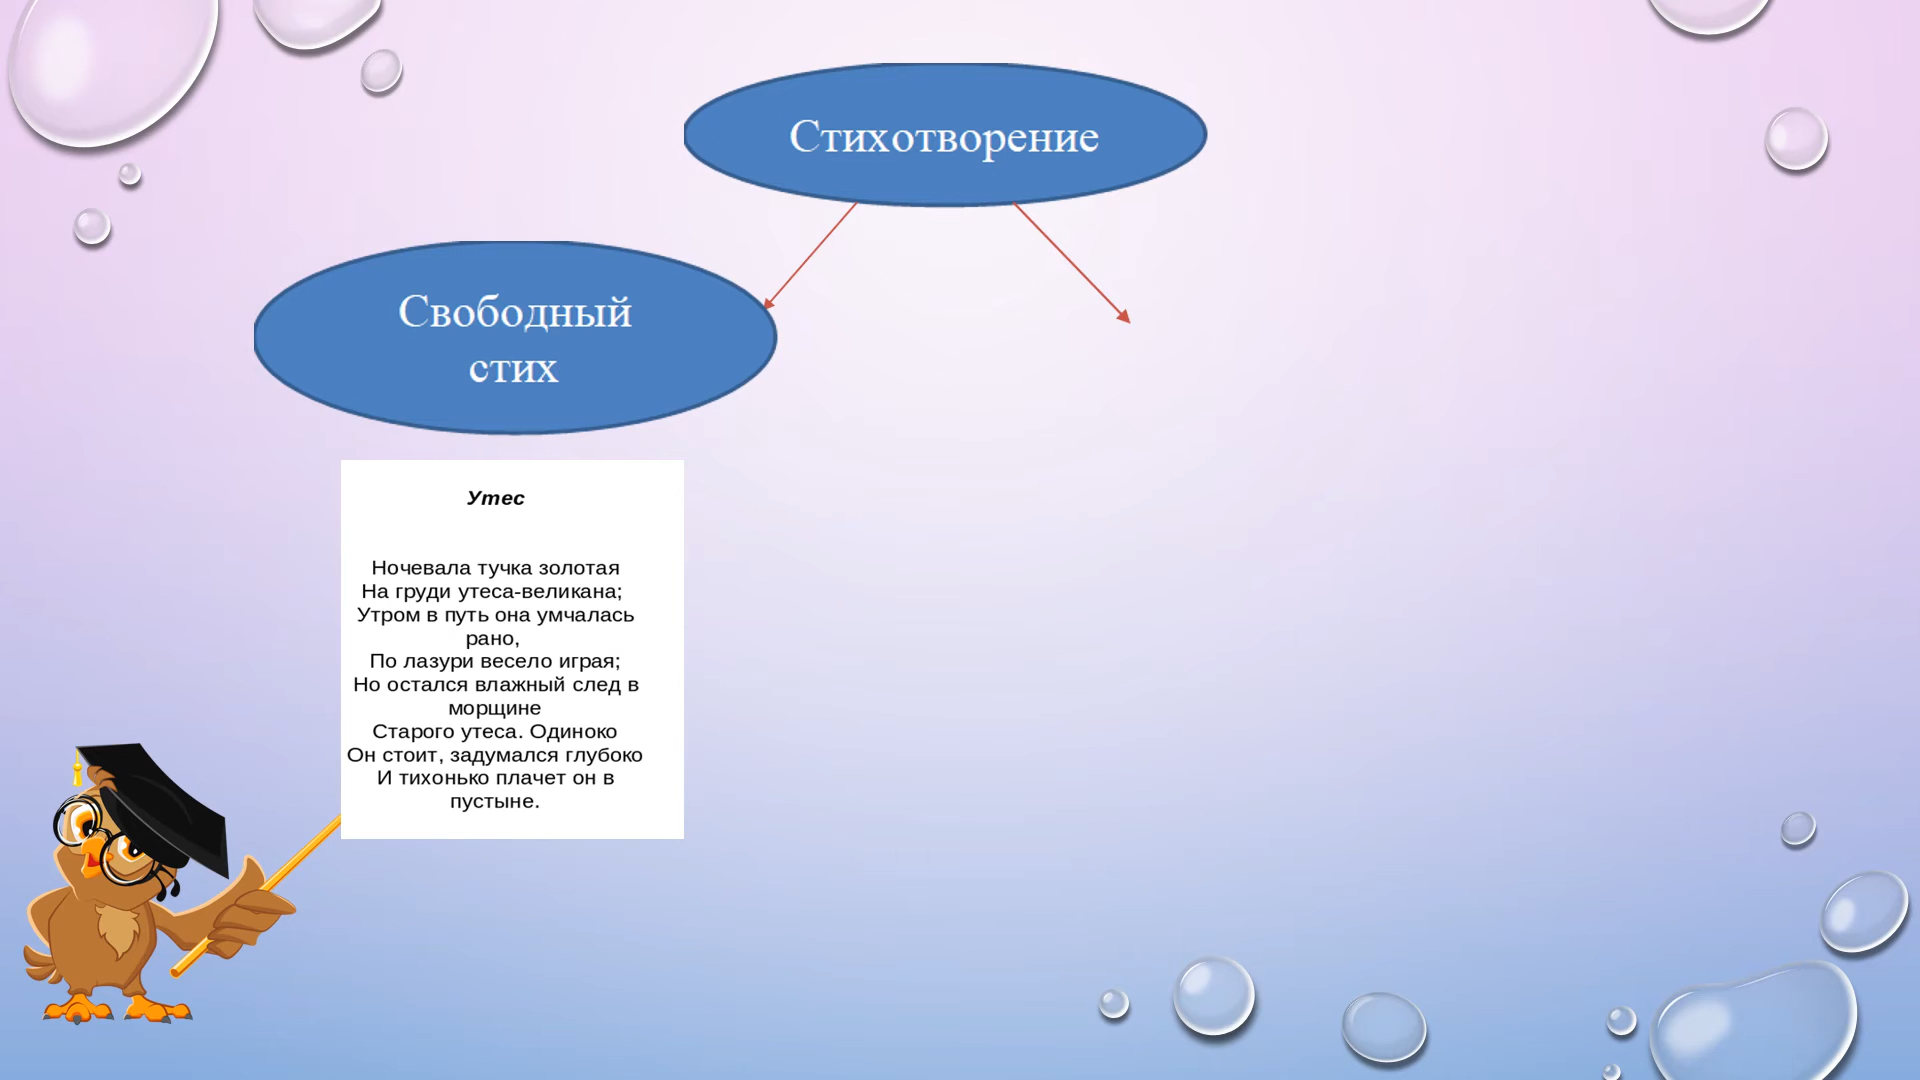 Стихотворение
Свободный
стих
Утес
Ночевала тучка золотая
На груди утеса-великана;
Утром в путь она умчалась
рано,
По лазури весело играя;
Но остался влажный след в
морщине
Старого утеса. Одиноко
Он стоит, задумался глубоко
И тихонько плачет он в
пустыне.